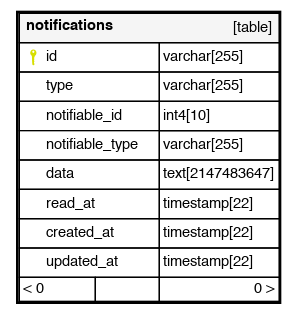 notifications [table]
id varchar[255]
type varchar[255]
notifiable_id int4[10]
notifiable_type varchar[255]
data text[2147483647]
read_at timestamp[22]
created_at timestamp[22]
updated_at timestamp[22]
< 0 0 >